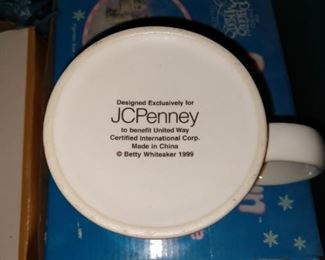 Designed Exclusively for
JCPenney
to benefit United Way
Certified International Corp.
Made in China
© Betty Whiteaker 1999